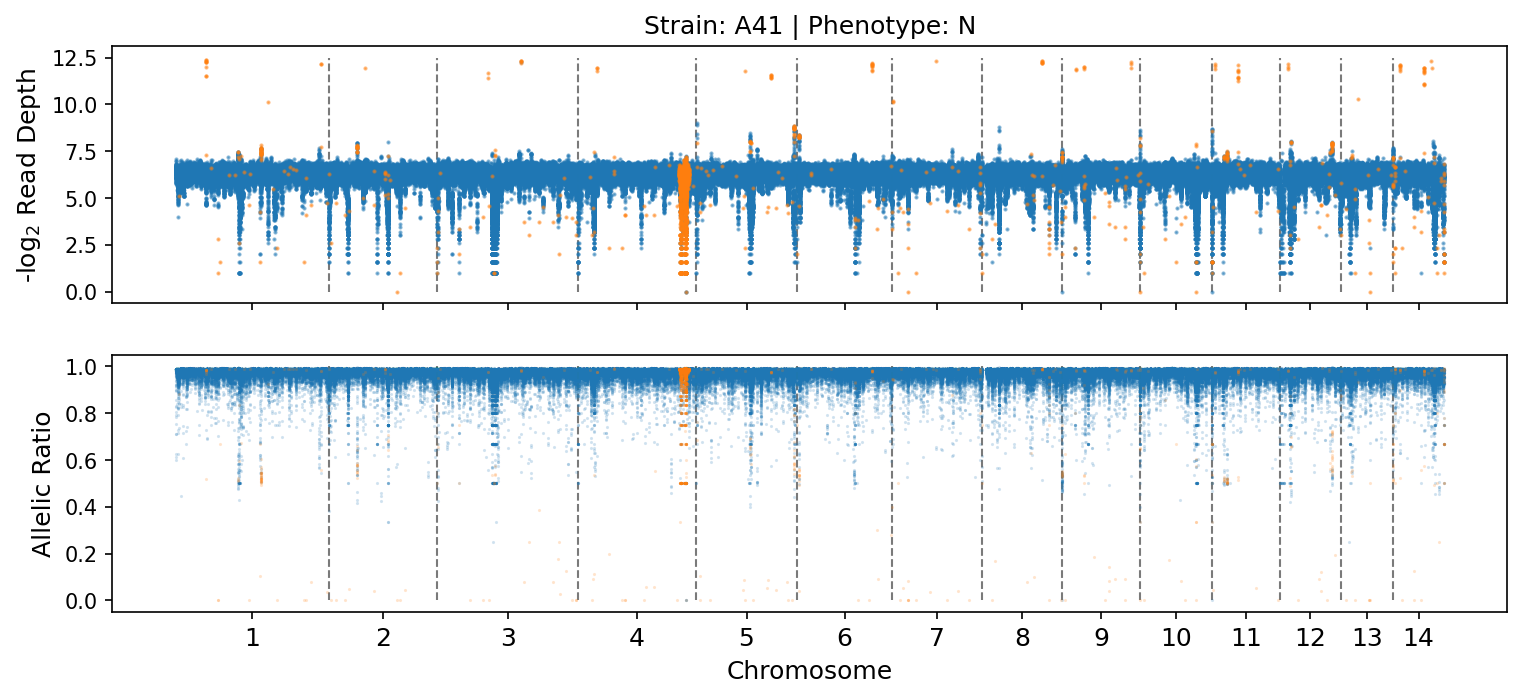 Strain: A41 | Phenotype: N
-log₂ Read Depth
12.5
10.0
7.5
5.0
2.5
0.0
Allelic Ratio
1.0
0.8
0.6
0.4
0.2
0.0
1 2 3 4 5 6 7 8 9 10 11 12 13 14
Chromosome